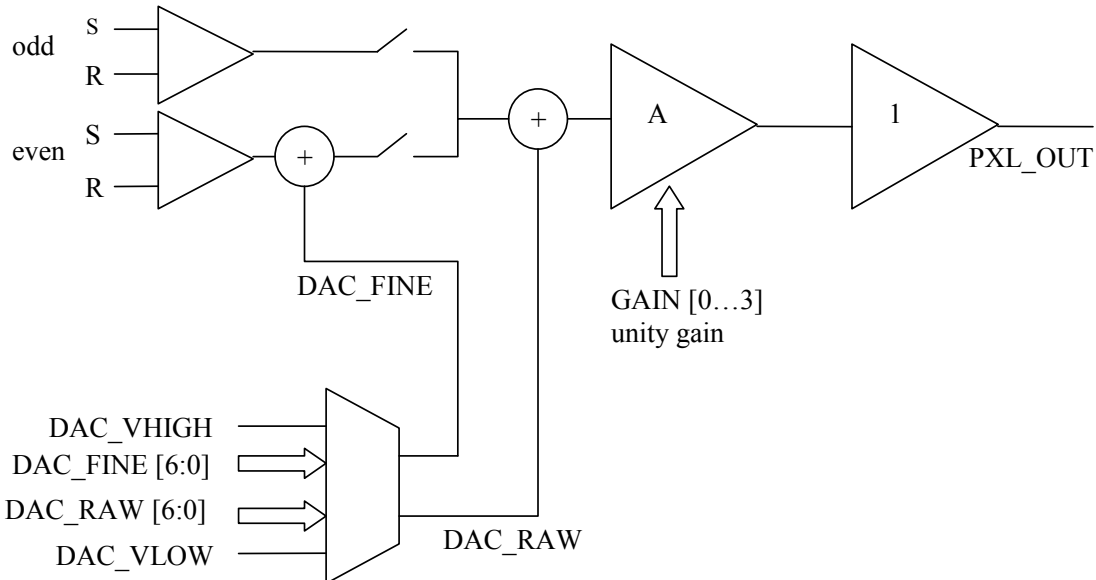 S
odd
R
+
A
1
S
even
+
R
PXL_OUT
DAC_FINE
GAIN [0…3]
unity gain
DAC_VHIGH
DAC_FINE [6:0]
DAC_RAW [6:0]
DAC_RAW
DAC_VLOW